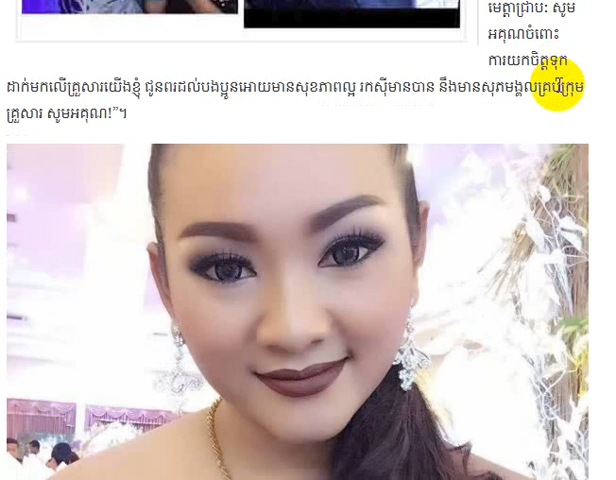 មេត្តាជ្រាប: សូម
អគុណចំពោះ
ការយកចិត្តទុក
ដាក់មកលើគ្រួសារយើងខ្ញុំ ជូនពរដល់បងប្អូនអោយមានសុខភាពល្អ រកស៊ីមានបាន នឹងមានសុភមង្គលគ្រប់ក្រុម
គ្រួសារ សូមអគុណ!”។